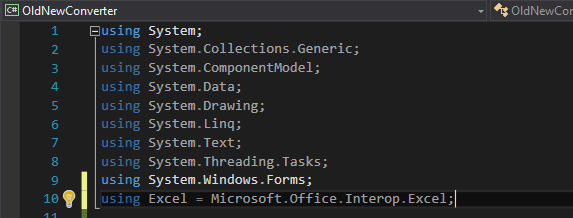 C# OldNewConverter OldNewCon
1 using System;
2 using System.Collections.Generic;
3 using System.ComponentModel;
4 using System.Data;
5 using System.Drawing;
6 using System.Linq;
7 using System.Text;
8 using System.Threading.Tasks;
9 using System.Windows.Forms;
10 using Excel = Microsoft.Office.Interop.Excel;
11